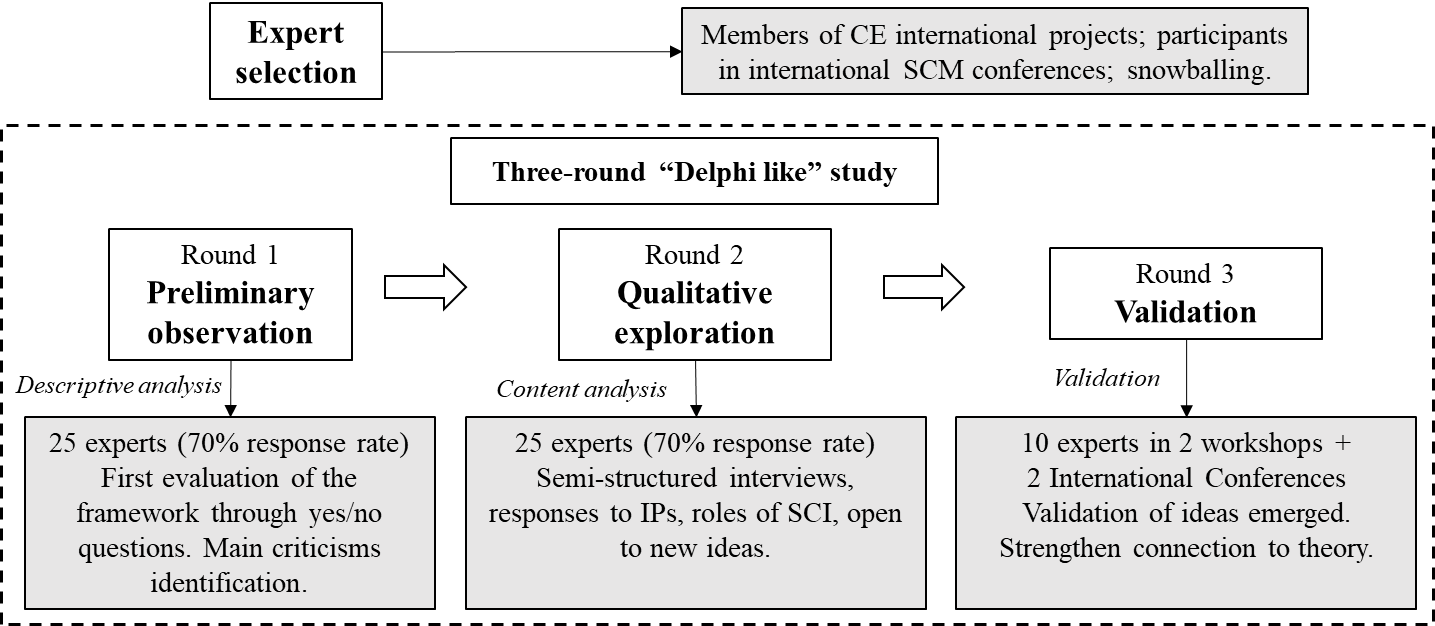 Expert
selection
Members of CE international projects; participants
in international SCM conferences; snowballing.
Three-round “Delphi like” study
Round 1
Preliminary
observation
Round 2
Qualitative
exploration
Round 3
Validation
Descriptive analysis
Content analysis
Validation
25 experts (70% response rate)
First evaluation of the
framework through yes/no
questions. Main criticisms
identification.
25 experts (70% response rate)
Semi-structured interviews,
responses to IPs, roles of SCI, open
to new ideas.
10 experts in 2 workshops +
2 International Conferences
Validation of ideas emerged.
Strengthen connection to theory.